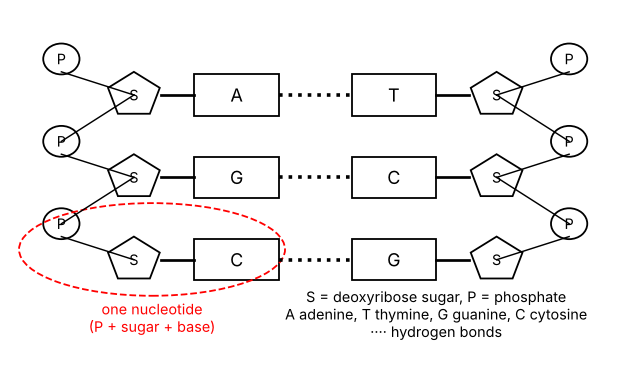 P P
S A T S
P P
S G C S
P P
S C G S
S = deoxyribose sugar, P = phosphate
A adenine, T thymine, G guanine, C cytosine
···· hydrogen bonds
one nucleotide
(P + sugar + base)